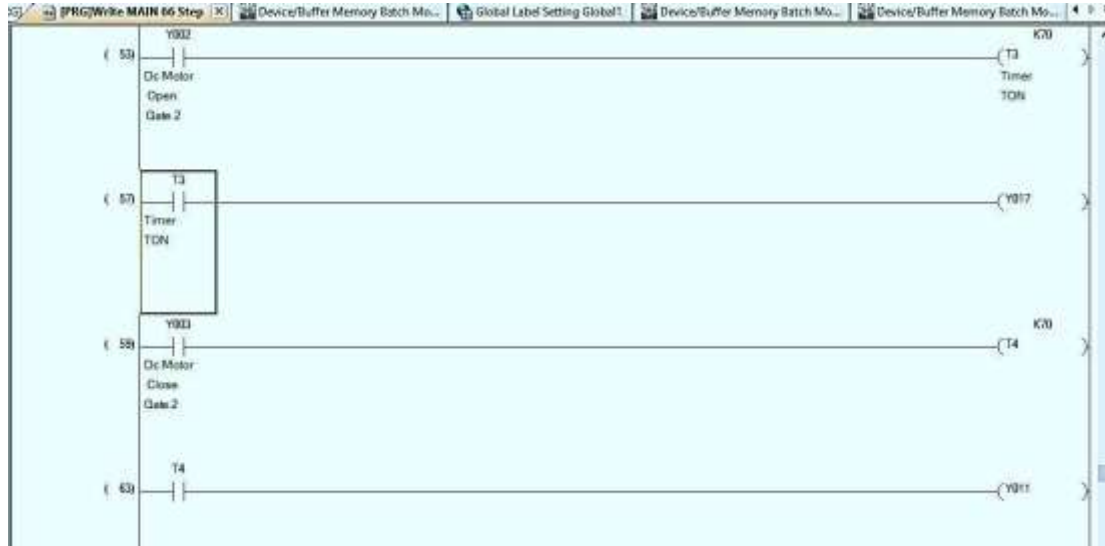 [PRG]Write MAIN 66 Step
Device/Buffer Memory Batch Mo...
Global Label Setting Global1
Device/Buffer Memory Batch Mo...
Device/Buffer Memory Batch Mo...
Y002
K70
( 53)
(T3 )
Dc Motor
Open
Gate 2
Timer
TON
T3
( 57)
(Y017 )
Timer
TON
Y003
K70
( 59)
(T4 )
Dc Motor
Close
Gate 2
T4
( 63)
(Y011 )